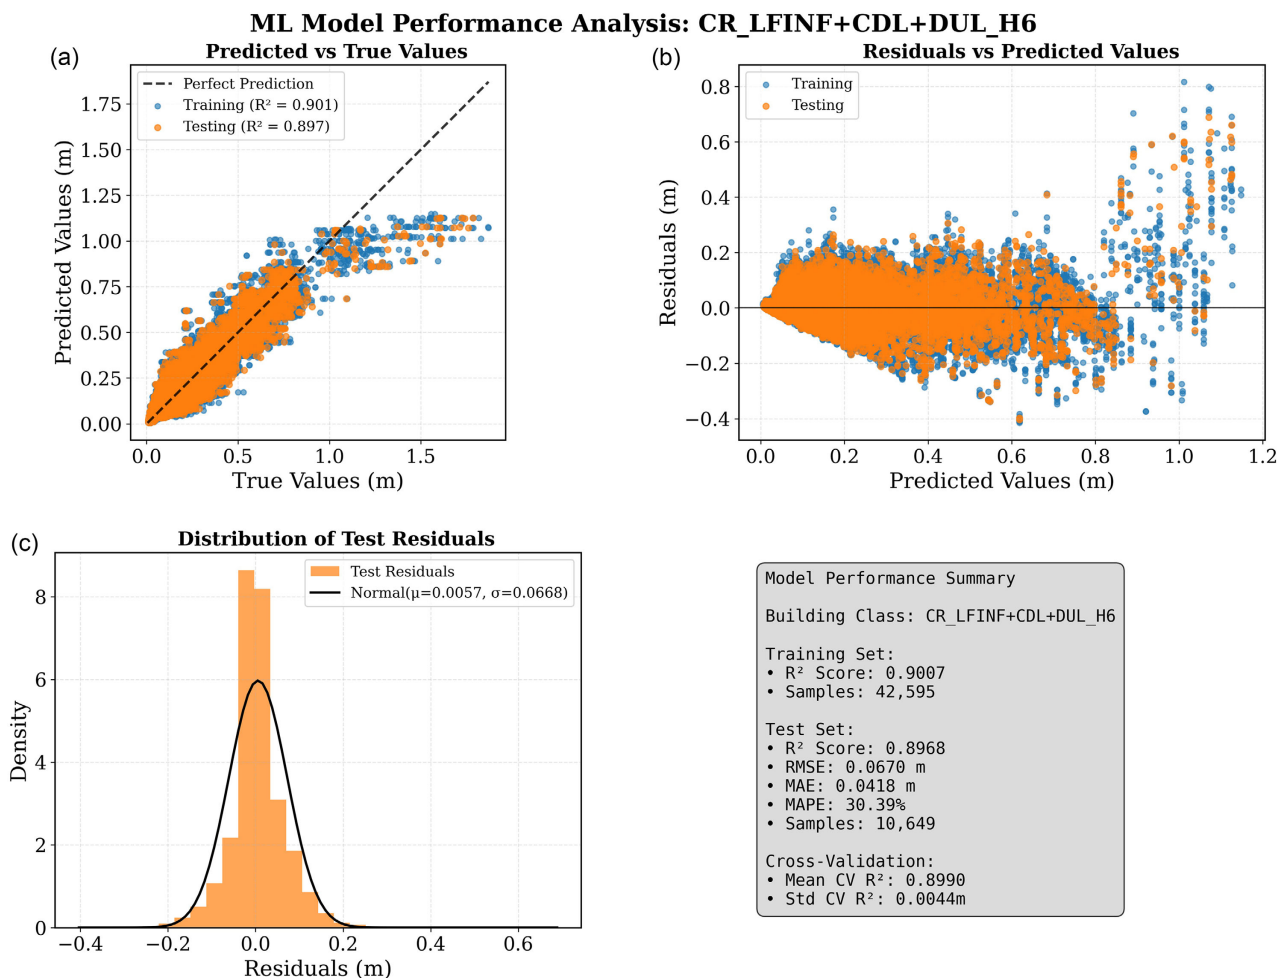 ML Model Performance Analysis: CR_LFINF+CDL+DUL_H6
(a)
Predicted vs True Values
Perfect Prediction
Training (R² = 0.901)
Testing (R² = 0.897)
Predicted Values (m)
1.75
1.50
1.25
1.00
0.75
0.50
0.25
0.00
0.0 0.5 1.0 1.5
True Values (m)
(b)
Residuals vs Predicted Values
Training
Testing
Residuals (m)
0.8
0.6
0.4
0.2
0.0
−0.2
−0.4
0.0 0.2 0.4 0.6 0.8 1.0 1.2
Predicted Values (m)
(c)
Distribution of Test Residuals
Test Residuals
Normal(μ=0.0057, σ=0.0668)
Density
8
6
4
2
0
−0.4 −0.2 0.0 0.2 0.4 0.6
Residuals (m)
Model Performance Summary
Building Class: CR_LFINF+CDL+DUL_H6
Training Set:
• R² Score: 0.9007
• Samples: 42,595
Test Set:
• R² Score: 0.8968
• RMSE: 0.0670 m
• MAE: 0.0418 m
• MAPE: 30.39%
• Samples: 10,649
Cross-Validation:
• Mean CV R²: 0.8990
• Std CV R²: 0.0044m